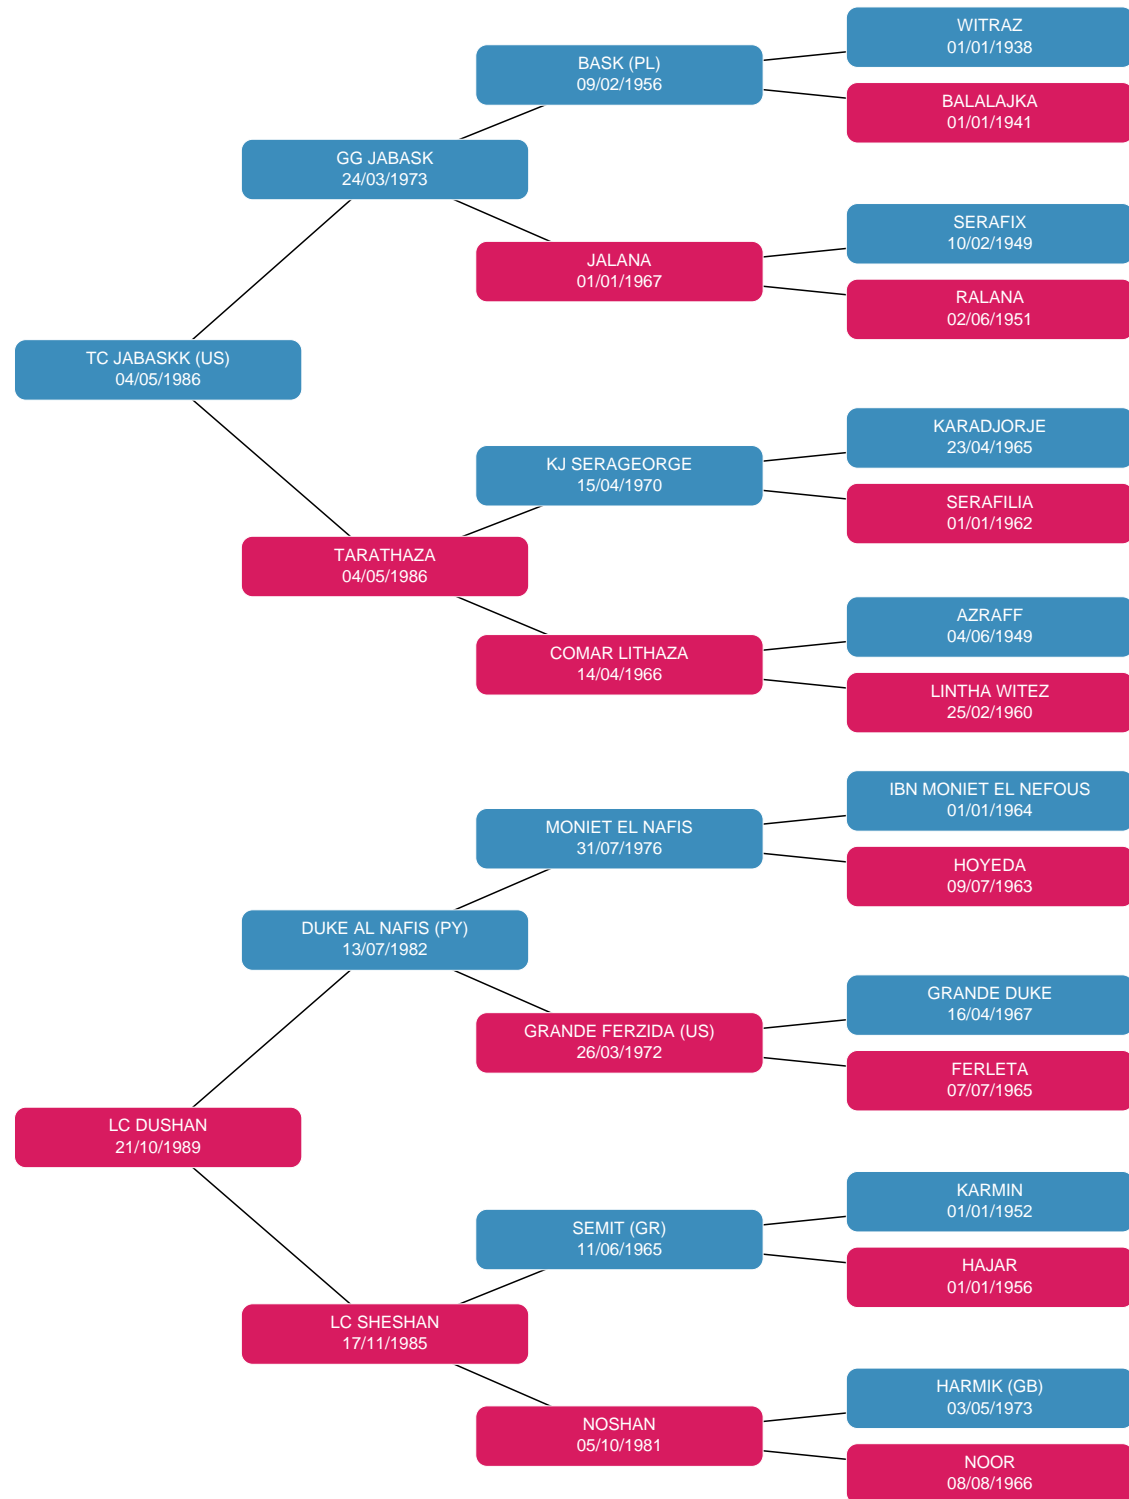 WITRAZ
01/01/1938
BASK (PL)
09/02/1956
BALALAJKA
01/01/1941
GG JABASK
24/03/1973
SERAFIX
10/02/1949
JALANA
01/01/1967
RALANA
02/06/1951
TC JABASKK (US)
04/05/1986
KARADJORJE
23/04/1965
KJ SERAGEORGE
15/04/1970
SERAFILIA
01/01/1962
TARATHAZA
04/05/1986
AZRAFF
04/06/1949
COMAR LITHAZA
14/04/1966
LINTHA WITEZ
25/02/1960
IBN MONIET EL NEFOUS
01/01/1964
MONIET EL NAFIS
31/07/1976
HOYEDA
09/07/1963
DUKE AL NAFIS (PY)
13/07/1982
GRANDE DUKE
16/04/1967
GRANDE FERZIDA (US)
26/03/1972
FERLETA
07/07/1965
LC DUSHAN
21/10/1989
KARMIN
01/01/1952
SEMIT (GR)
11/06/1965
HAJAR
01/01/1956
LC SHESHAN
17/11/1985
HARMIK (GB)
03/05/1973
NOSHAN
05/10/1981
NOOR
08/08/1966